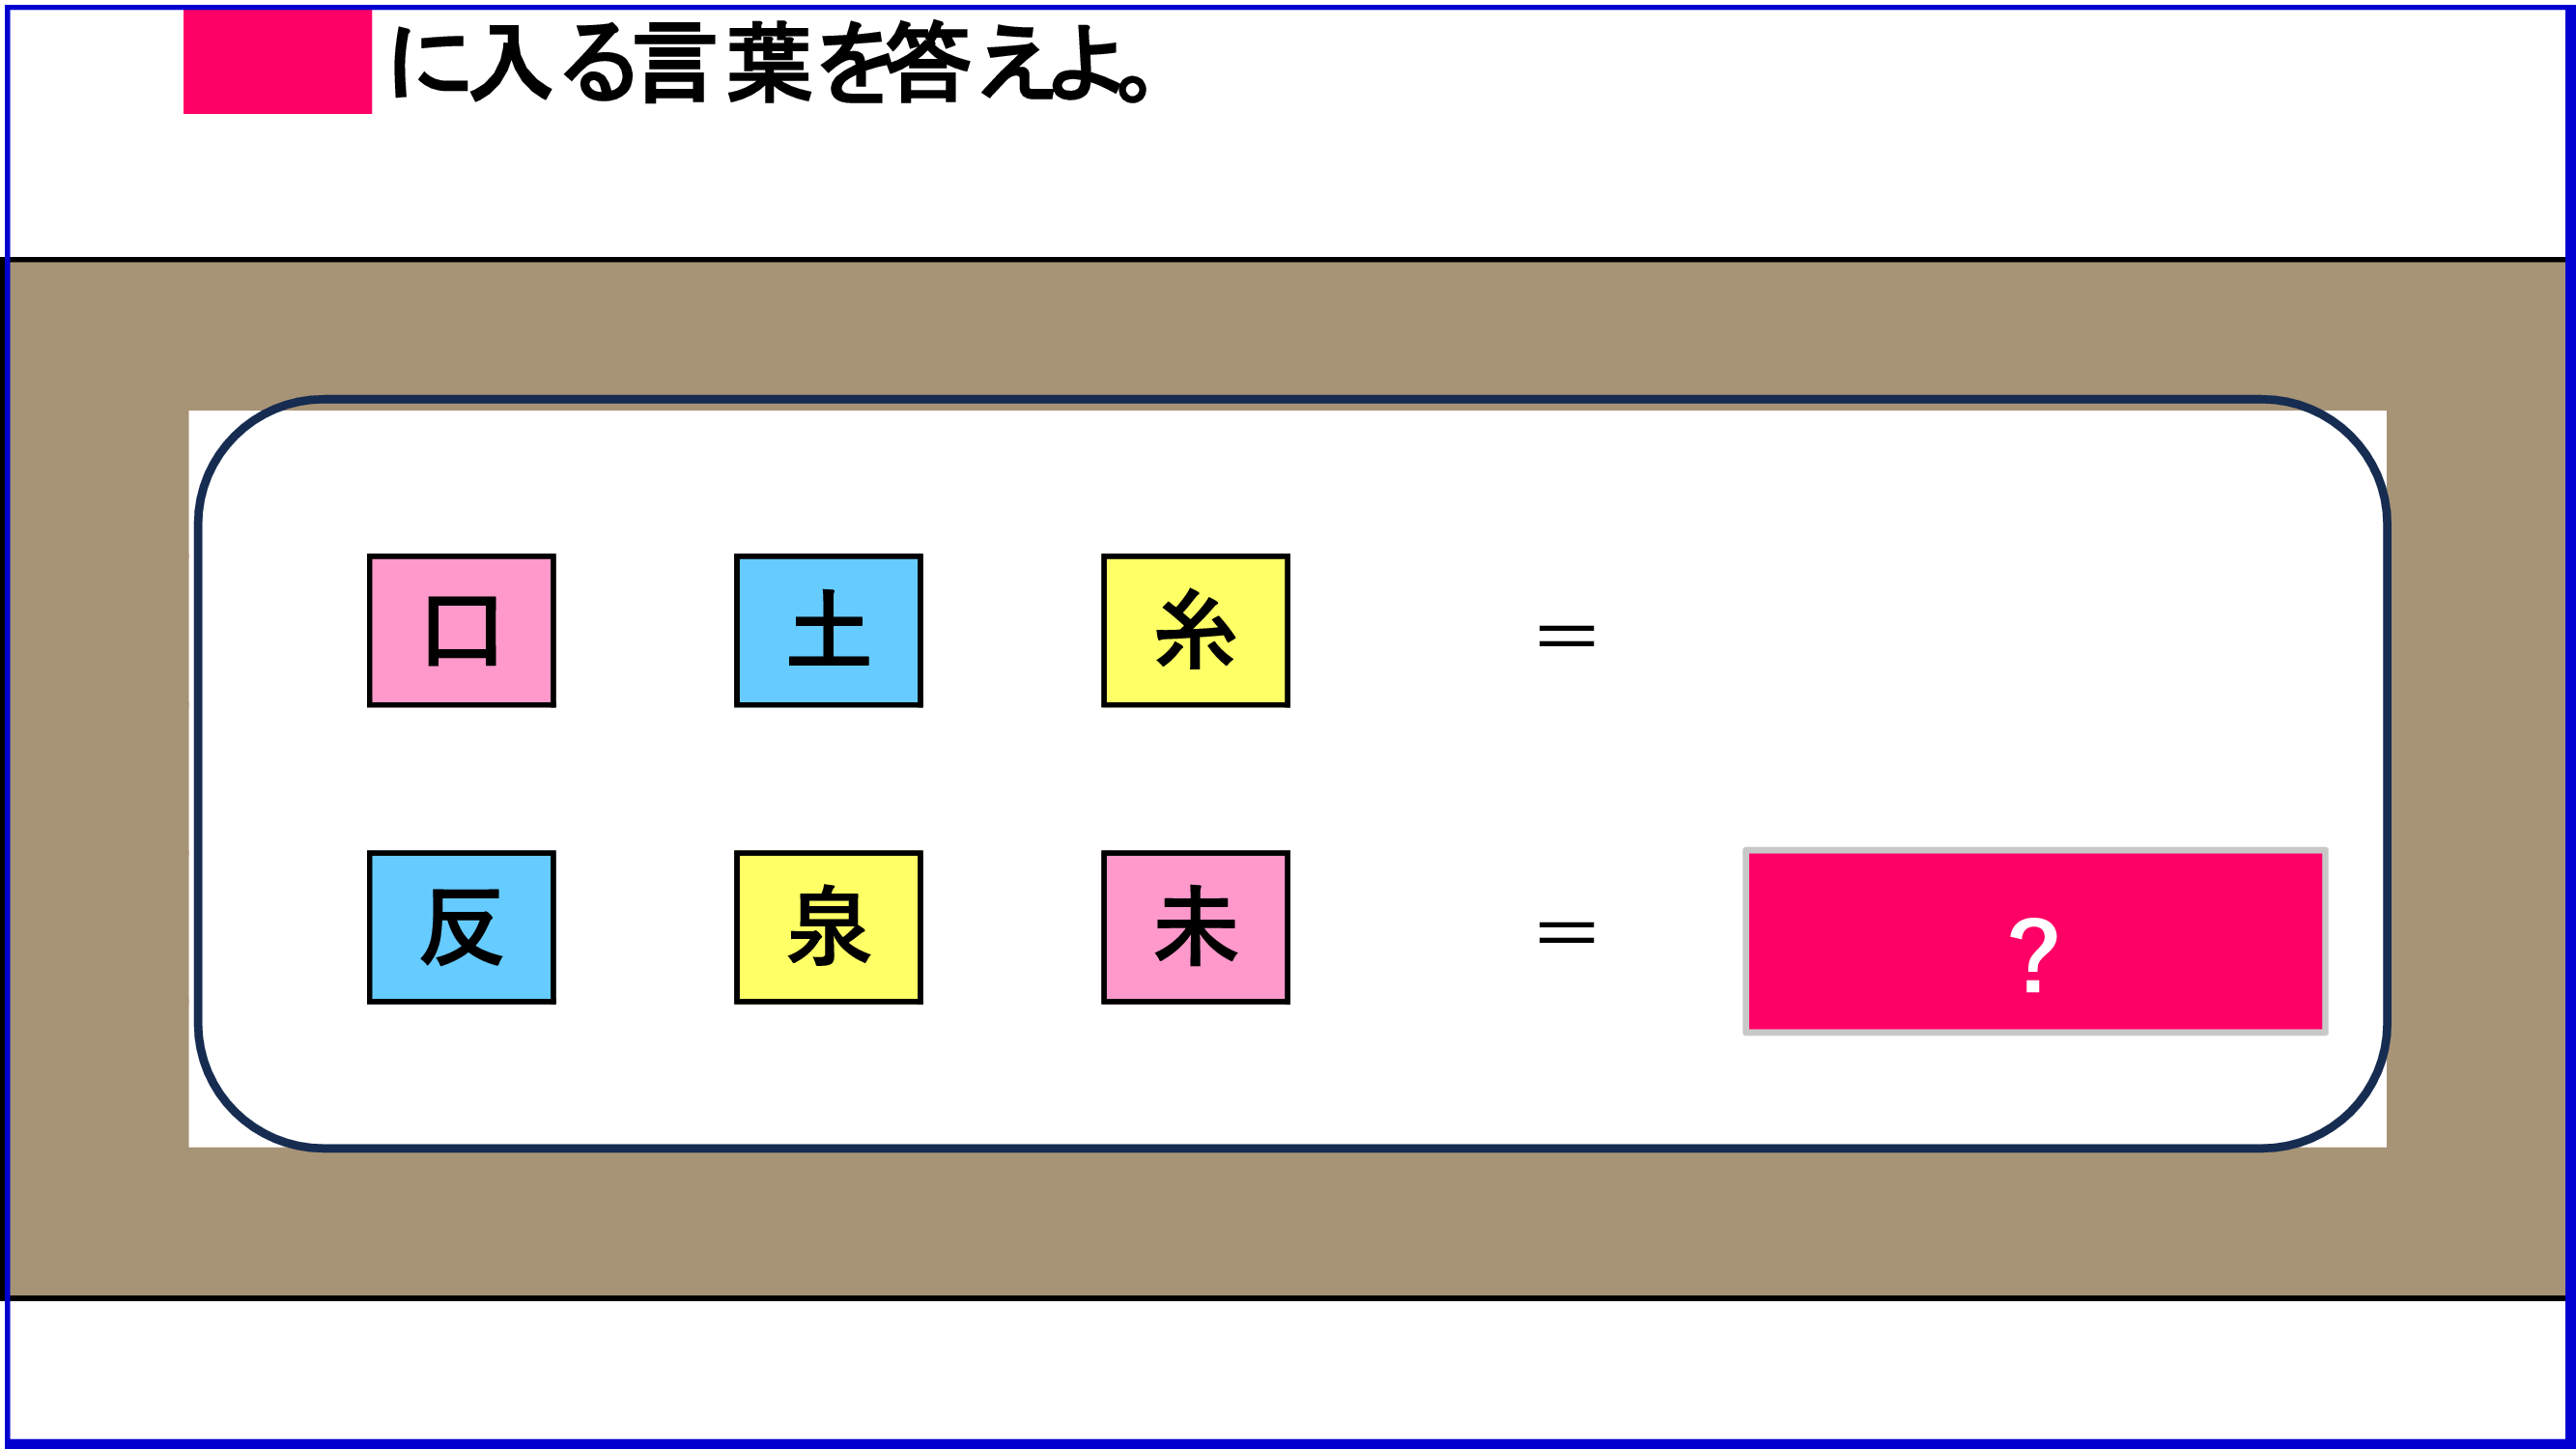 に入る言葉を答えよ。
口 土 糸 ＝
反 泉 未 ＝ ？